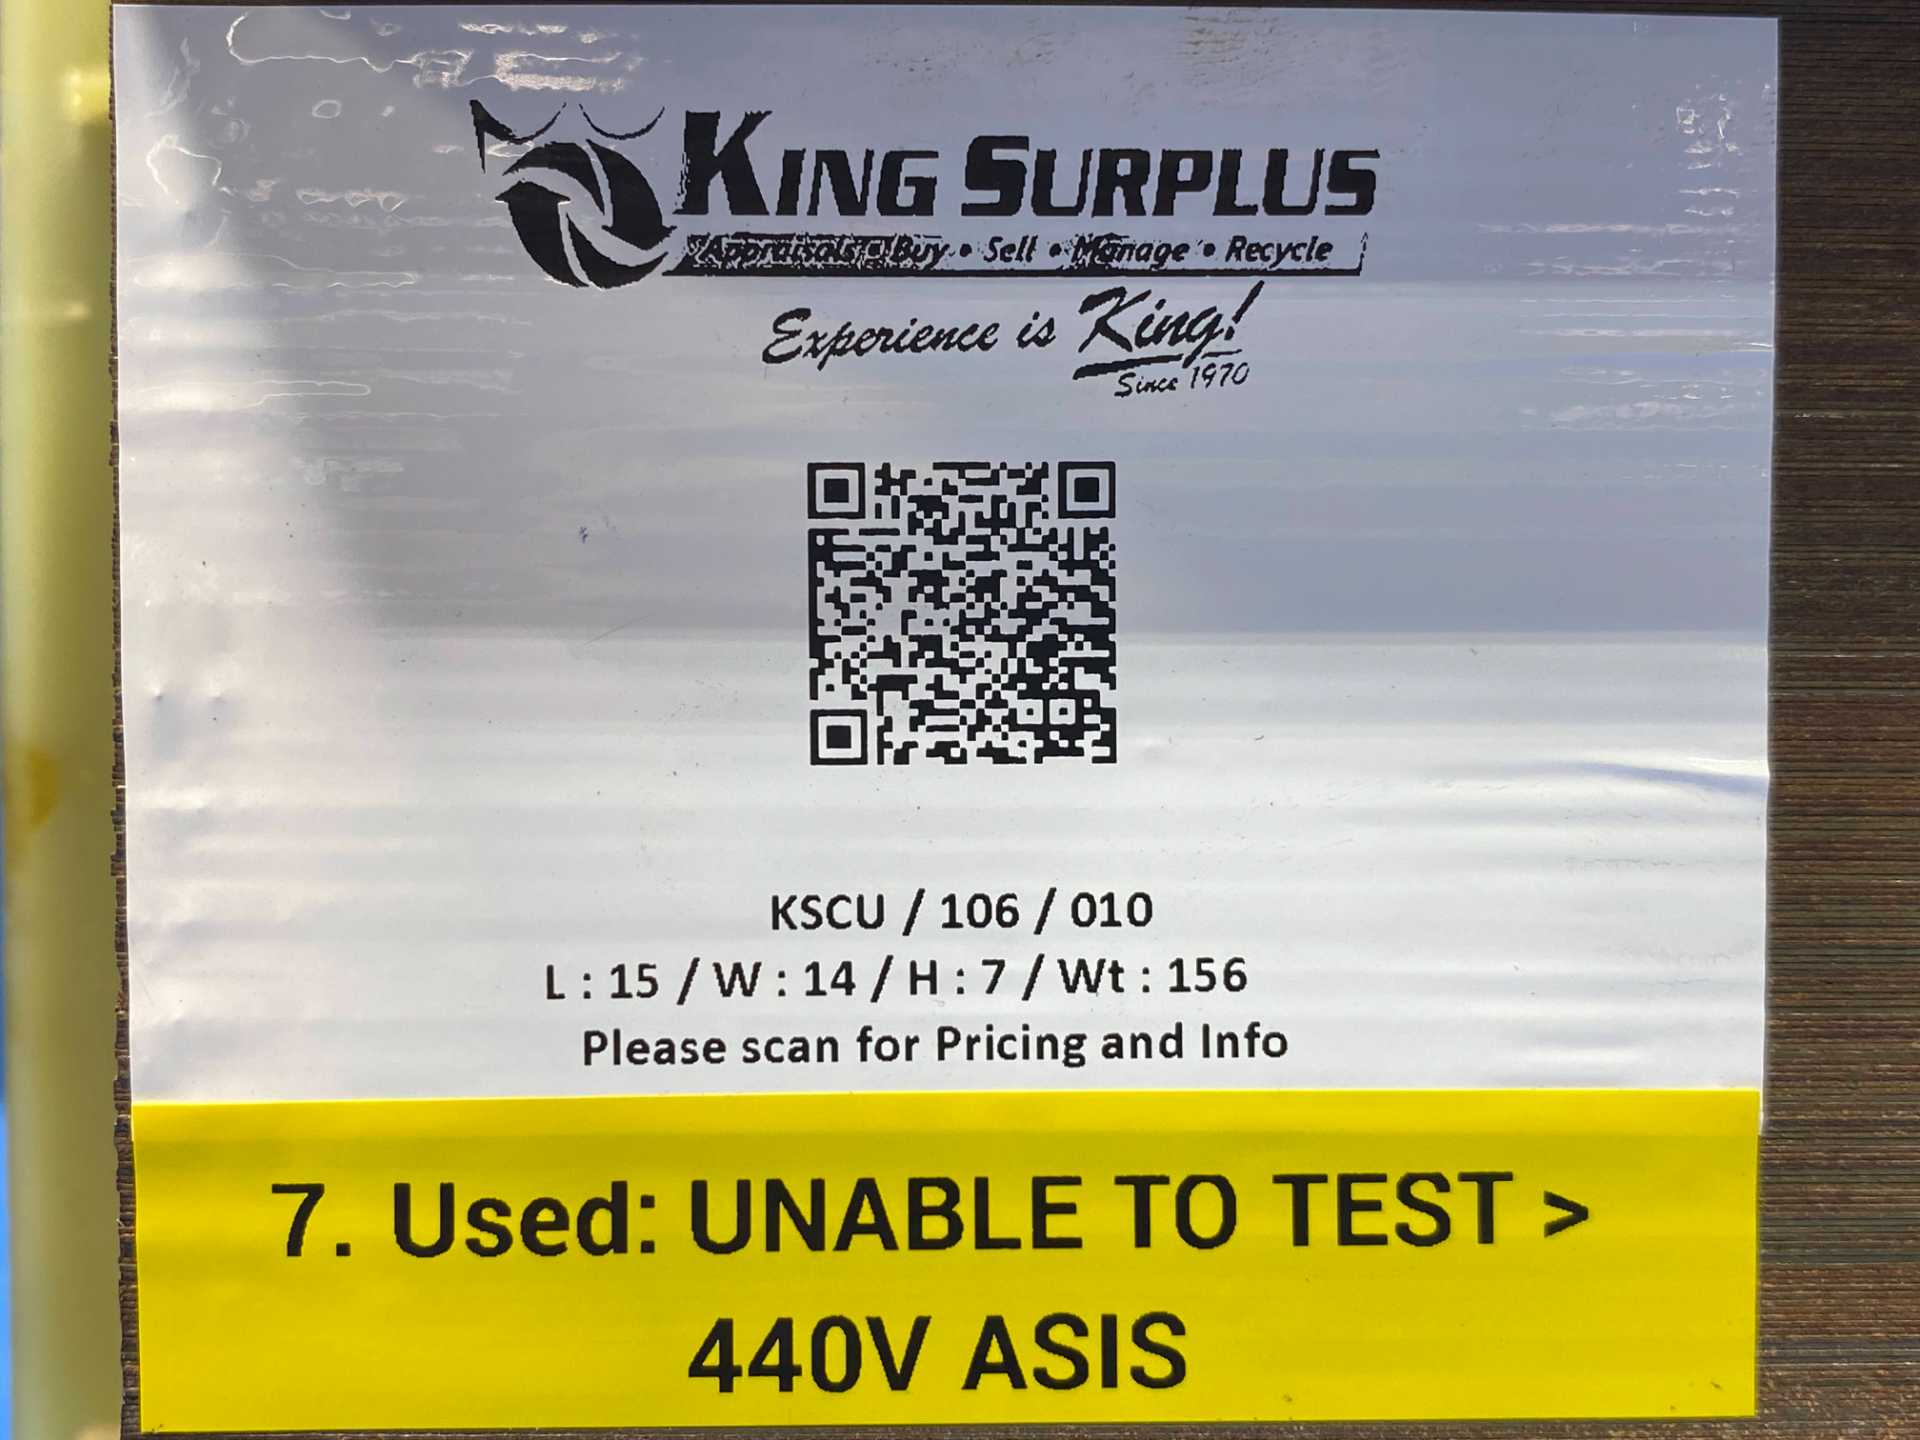 KING SURPLUS
Appraisals • Buy • Sell • Manage • Recycle
Experience is King!
Since 1970
KSCU / 106 / 010
L : 15 / W : 14 / H : 7 / Wt : 156
Please scan for Pricing and Info
7. Used: UNABLE TO TEST >
440V ASIS